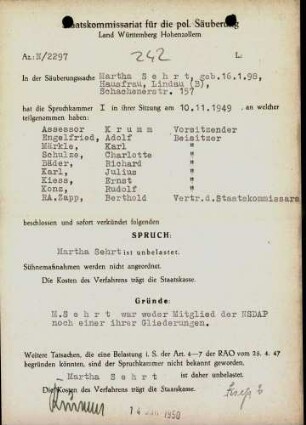 Staatskommissariat für die pol. Säuberung
Land Württemberg Hohenzollern
Az: N/2297 242 L:
In der Säuberungssache Martha Sehrt, geb.16.1.98,
Hausfrau, Lindau (B),
Schachenerstr. 157
hat die Spruchkammer I in ihrer Sitzung am 10.11.1949 an welcher
teilgenommen haben:
Assessor Krumm Vorsitzender
Engelfried, Adolf Beisitzer
Märkle, Karl "
Schulze, Charlotte "
Bäder, Richard "
Karl, Julius "
Kiess, Ernst "
Konz, Rudolf "
RA.Zapp, Berthold Vertr.d.Staatskommissars
beschlossen und sofort verkündet folgenden
SPRUCH:
Martha Sehrt ist unbelastet.
Sühnemaßnahmen werden nicht angeordnet.
Die Kosten des Verfahrens trägt die Staatskasse.
Gründe:
M.Sehrt war weder Mitglied der NSDAP
noch einer ihrer Gliederungen.
Weitere Tatsachen, die eine Belastung i. S. der Art. 4—7 der RAO vom 24. 4. 47
begründen könnten, sind der Spruchkammer nicht bekannt geworden.
Martha Sehrt ist daher unbelastet.
Die Kosten des Verfahrens trägt die Staatskasse.
1950